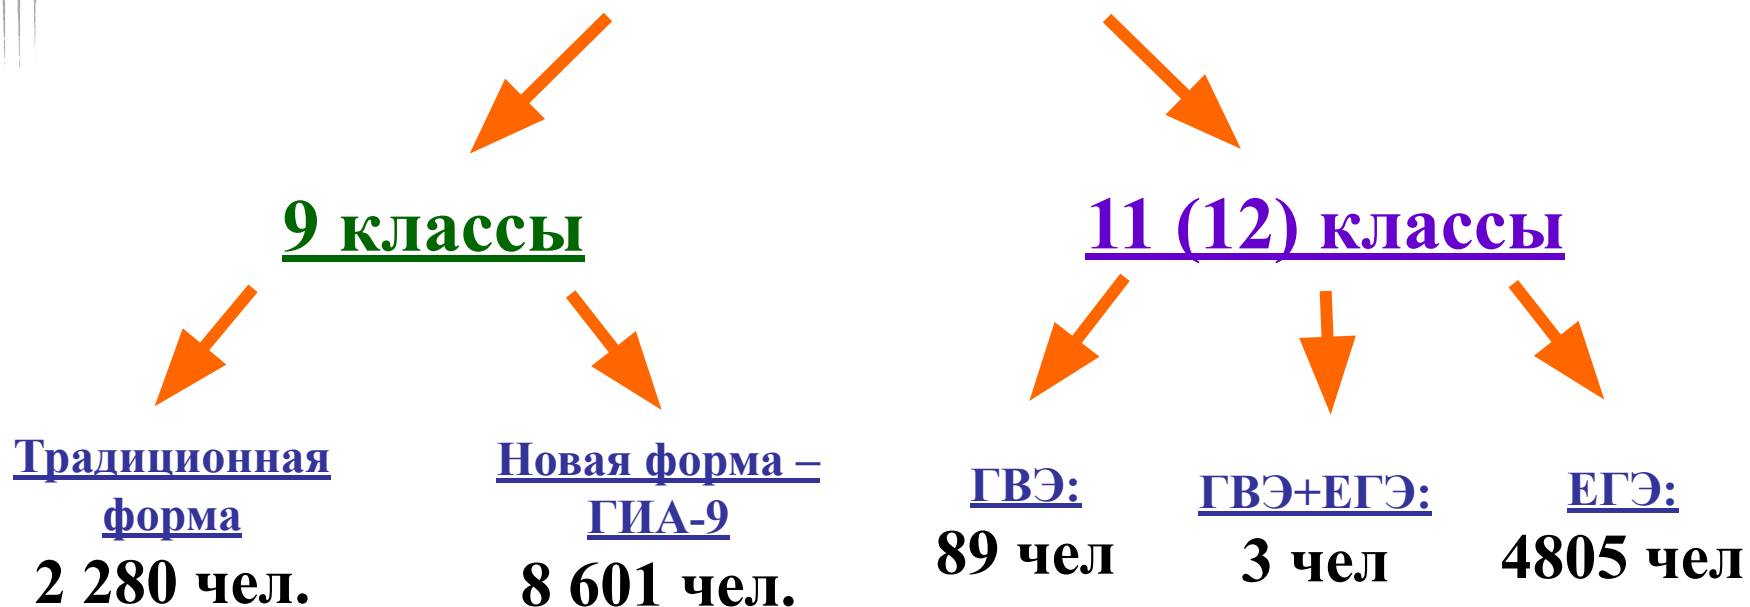 9 классы
11 (12) классы
Традиционная
форма
2 280 чел.
Новая форма –
ГИА-9
8 601 чел.
ГВЭ:
89 чел
ГВЭ+ЕГЭ:
3 чел
ЕГЭ:
4805 чел